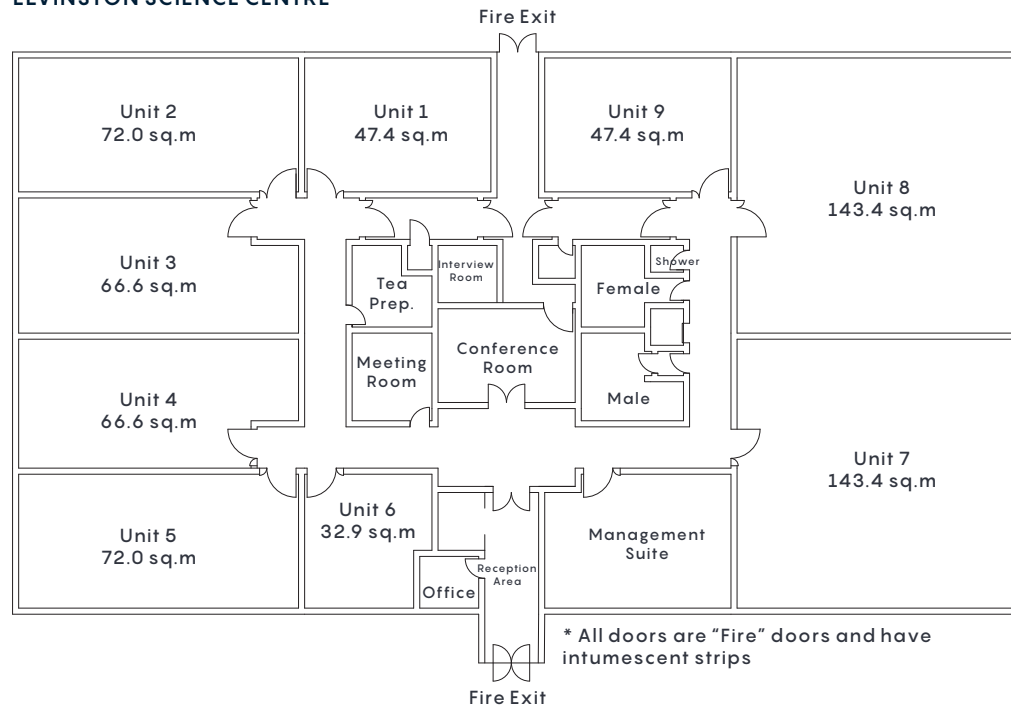 LEVINSTON SCIENCE CENTRE
Fire Exit
Unit 2
72.0 sq.m
Unit 1
47.4 sq.m
Unit 9
47.4 sq.m
Unit 8
143.4 sq.m
Unit 3
66.6 sq.m
Tea
Prep.
Interview
Room
Shower
Female
Meeting
Room
Conference
Room
Male
Unit 4
66.6 sq.m
Unit 7
143.4 sq.m
Unit 5
72.0 sq.m
Unit 6
32.9 sq.m
Management
Suite
Office
Reception
Area
* All doors are “Fire” doors and have
intumescent strips
Fire Exit